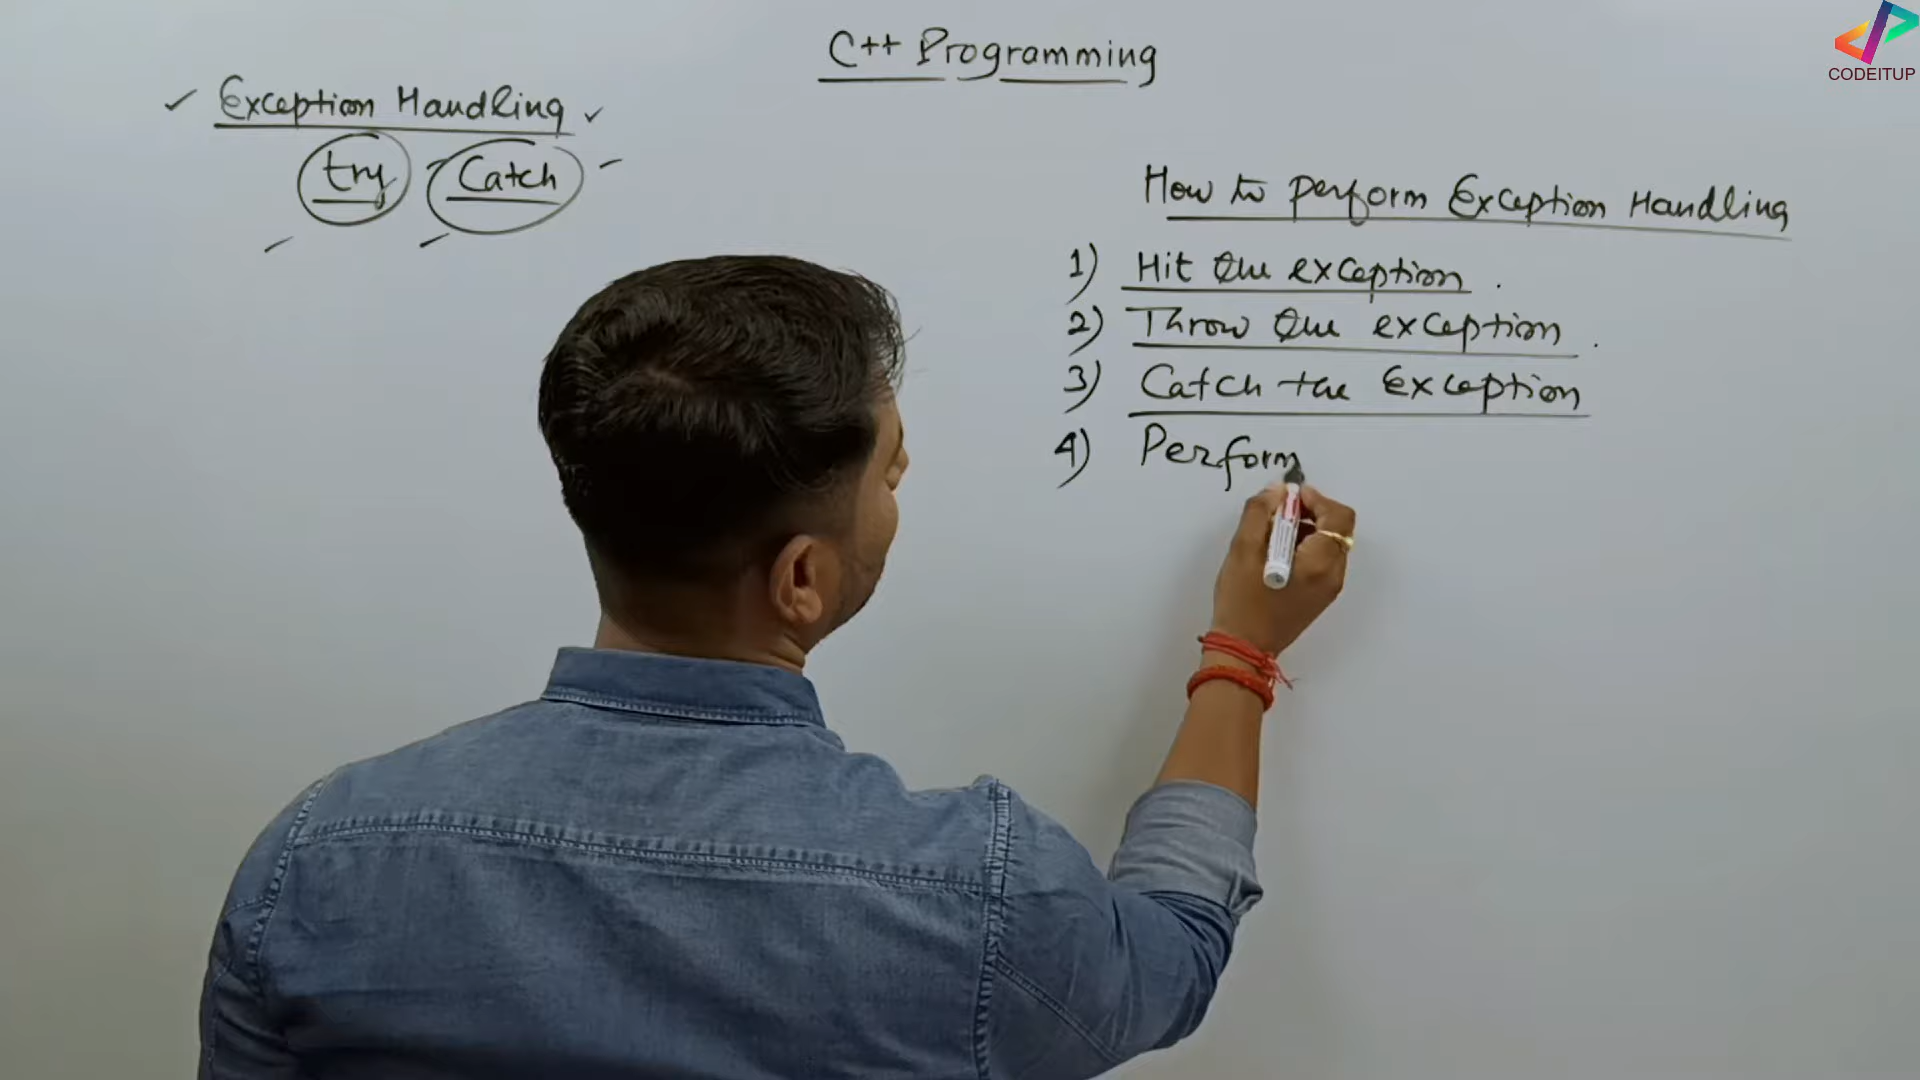 C++ Programming
CODEITUP
Exception Handling
try Catch
How to perform Exception Handling
1) Hit the exception .
2) Throw the exception .
3) Catch the Exception
4) Perform